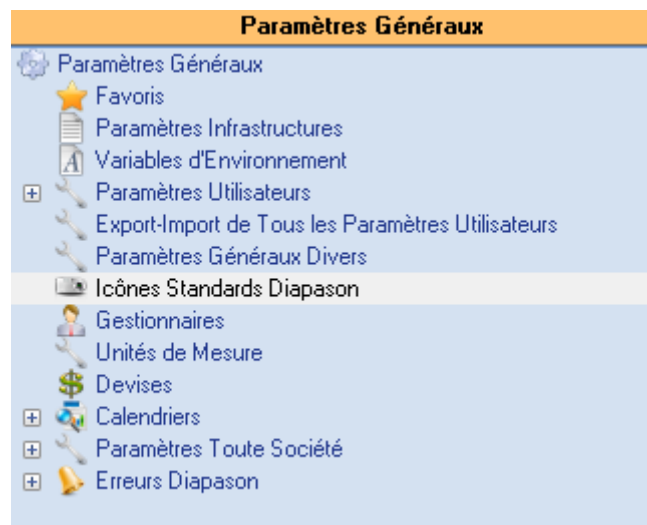 Paramètres Généraux
Paramètres Généraux
Favoris
Paramètres Infrastructures
Variables d'Environnement
Paramètres Utilisateurs
Export-Import de Tous les Paramètres Utilisateurs
Paramètres Généraux Divers
Icônes Standards Diapason
Gestionnaires
Unités de Mesure
Devises
Calendriers
Paramètres Toute Société
Erreurs Diapason